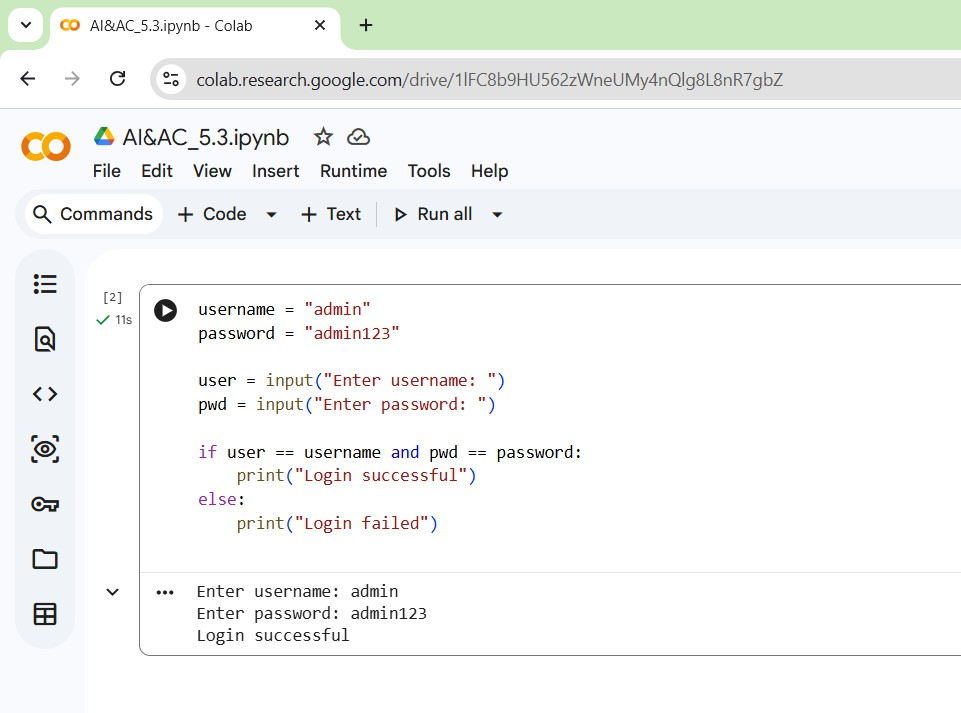 AI&AC_5.3.ipynb - Colab
colab.research.google.com/drive/1lFC8b9HU562zWneUMy4nQlg8L8nR7gbZ
AI&AC_5.3.ipynb
File Edit View Insert Runtime Tools Help
Commands + Code + Text Run all
[2]
11s
username = "admin"
password = "admin123"
user = input("Enter username: ")
pwd = input("Enter password: ")
if user == username and pwd == password:
    print("Login successful")
else:
    print("Login failed")
Enter username: admin
Enter password: admin123
Login successful